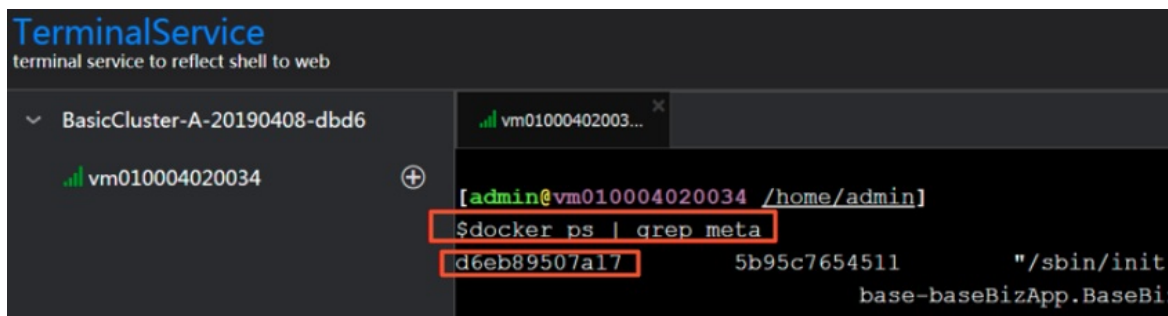 TerminalService
terminal service to reflect shell to web
BasicCluster-A-20190408-dbd6
vm010004020034
vm01000402003...
[admin@vm010004020034 /home/admin]
$docker ps | grep meta
d6eb89507a17 5b95c7654511 "/sbin/init
base-baseBizApp.BaseBi